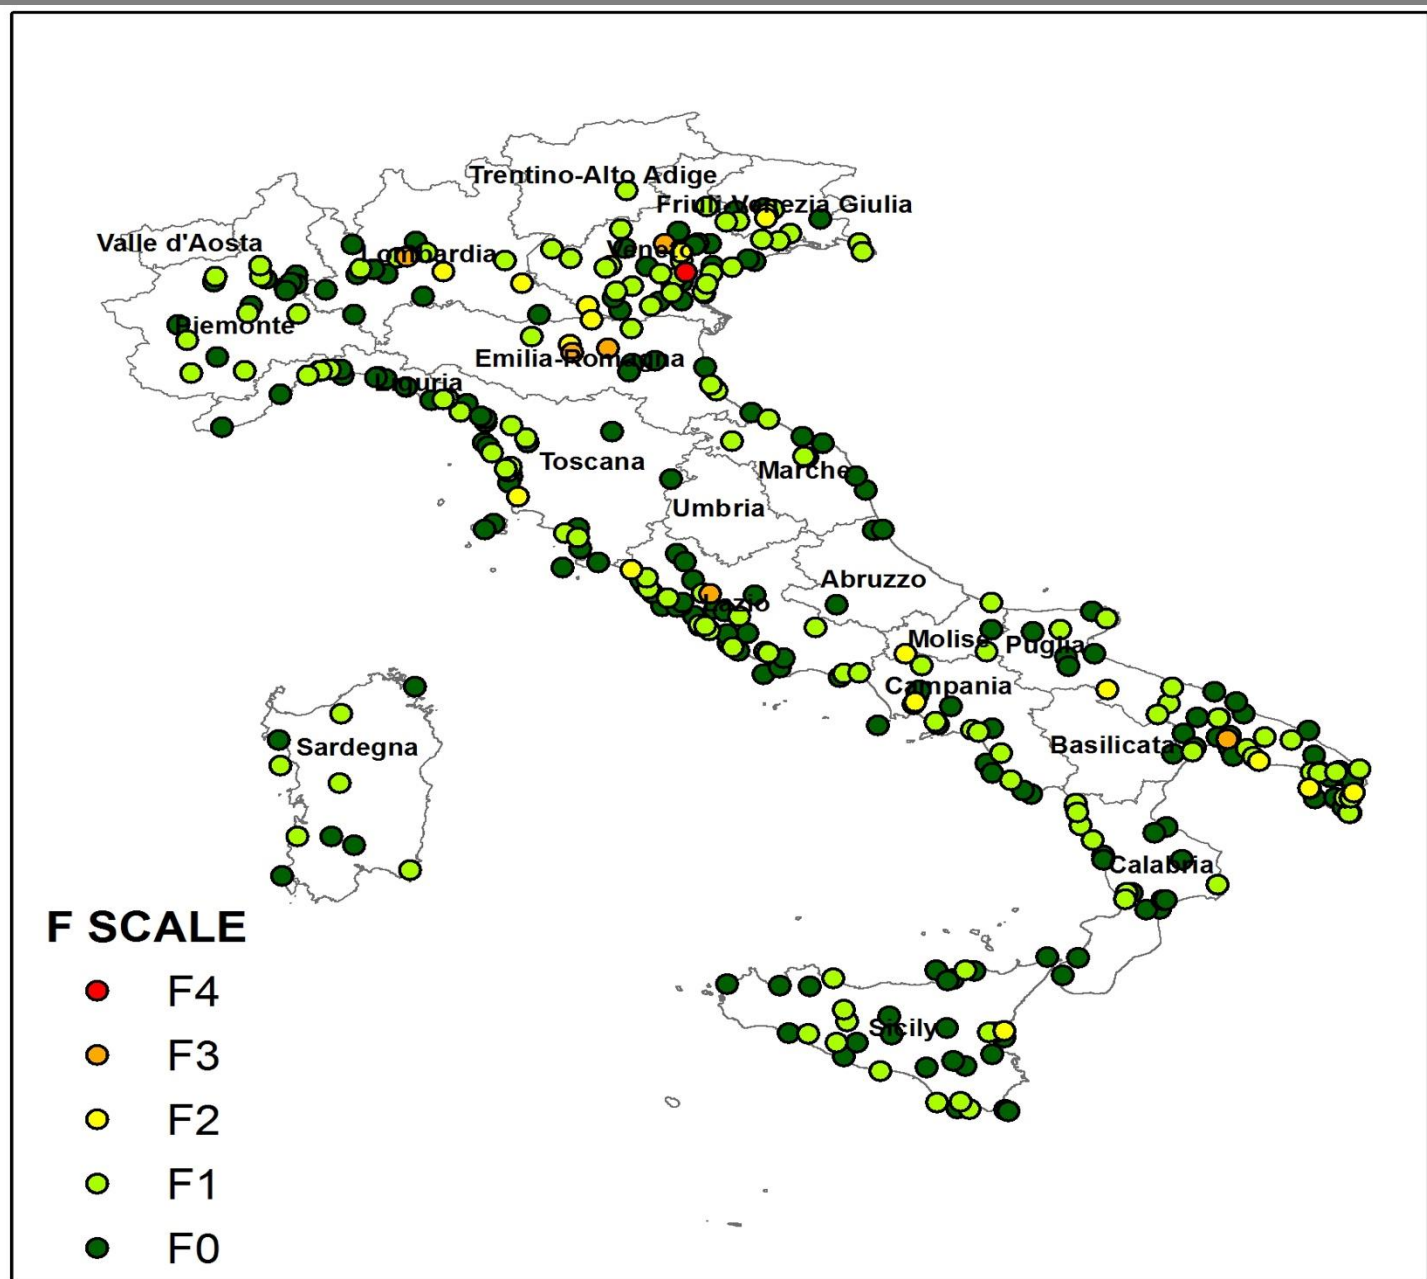 Trentino-Alto Adige
Friuli-Venezia Giulia
Valle d'Aosta
Lombardia
Veneto
Piemonte
Emilia-Romagna
Liguria
Toscana
Marche
Umbria
Abruzzo
Lazio
Molise
Puglia
Campania
Sardegna
Basilicata
Calabria
Sicily
F SCALE
F4
F3
F2
F1
F0